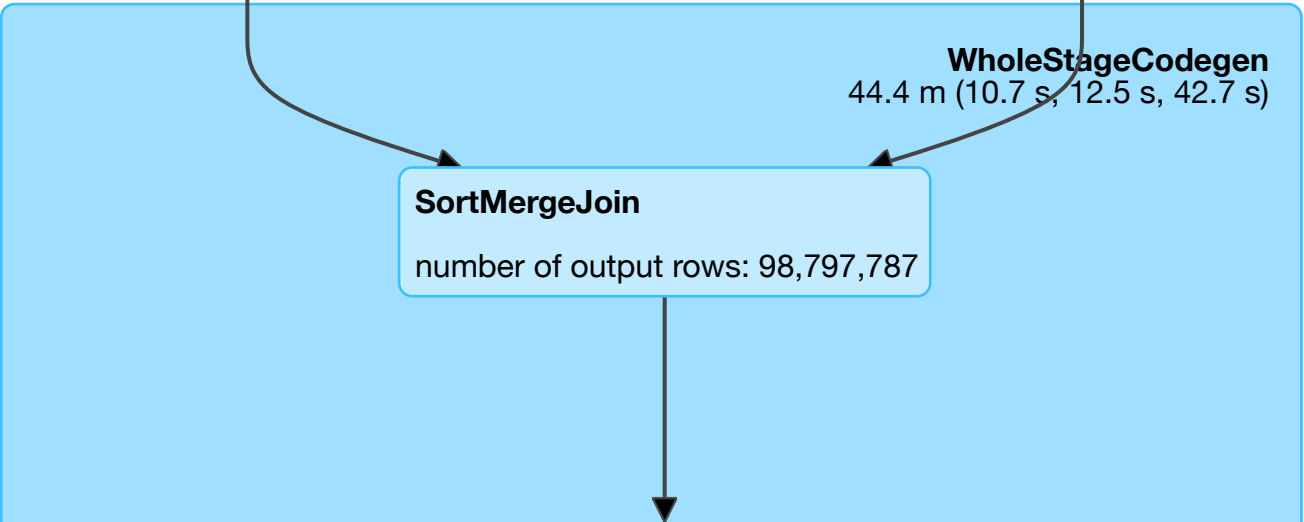 WholeStageCodegen
44.4 m (10.7 s, 12.5 s, 42.7 s)
SortMergeJoin
number of output rows: 98,797,787